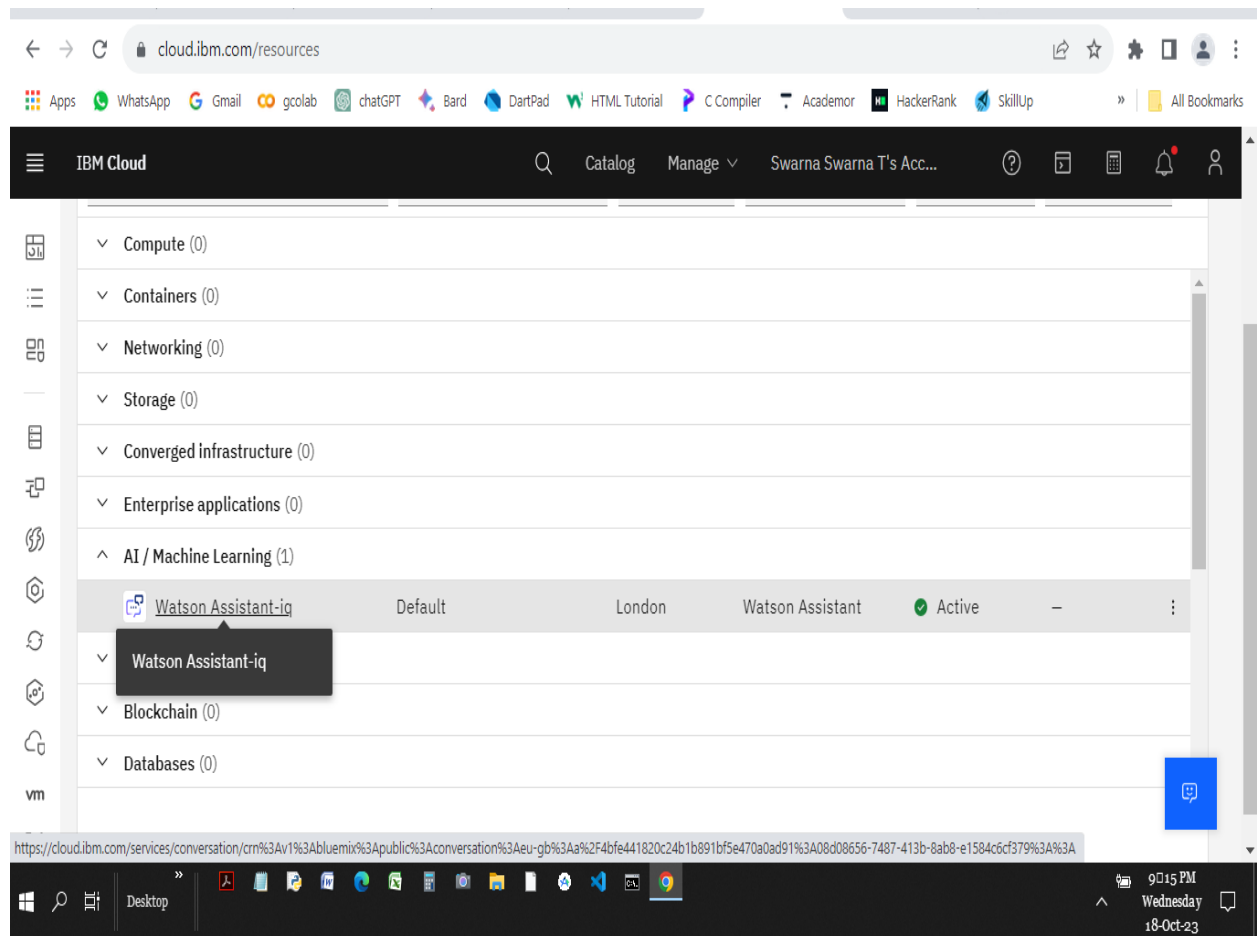 cloud.ibm.com/resources
Apps WhatsApp G Gmail gcolab chatGPT Bard DartPad HTML Tutorial C Compiler Academor HackerRank SkillUp » All Bookmarks
IBM Cloud Catalog Manage Swarna Swarna T's Acc...
Compute (0)
Containers (0)
Networking (0)
Storage (0)
Converged infrastructure (0)
Enterprise applications (0)
AI / Machine Learning (1)
Watson Assistant-iq Default London Watson Assistant Active –
Watson Assistant-iq
Blockchain (0)
Databases (0)
vm
https://cloud.ibm.com/services/conversation/crn%3Av1%3Abluemix%3Apublic%3Aconversation%3Aeu-gb%3Aa%2F4bfe441820c24b1b891bf5e470a0ad91%3A08d08656-7487-413b-8ab8-e1584c6cf379%3A%3A
Desktop »
9▯15 PM
Wednesday
18-Oct-23